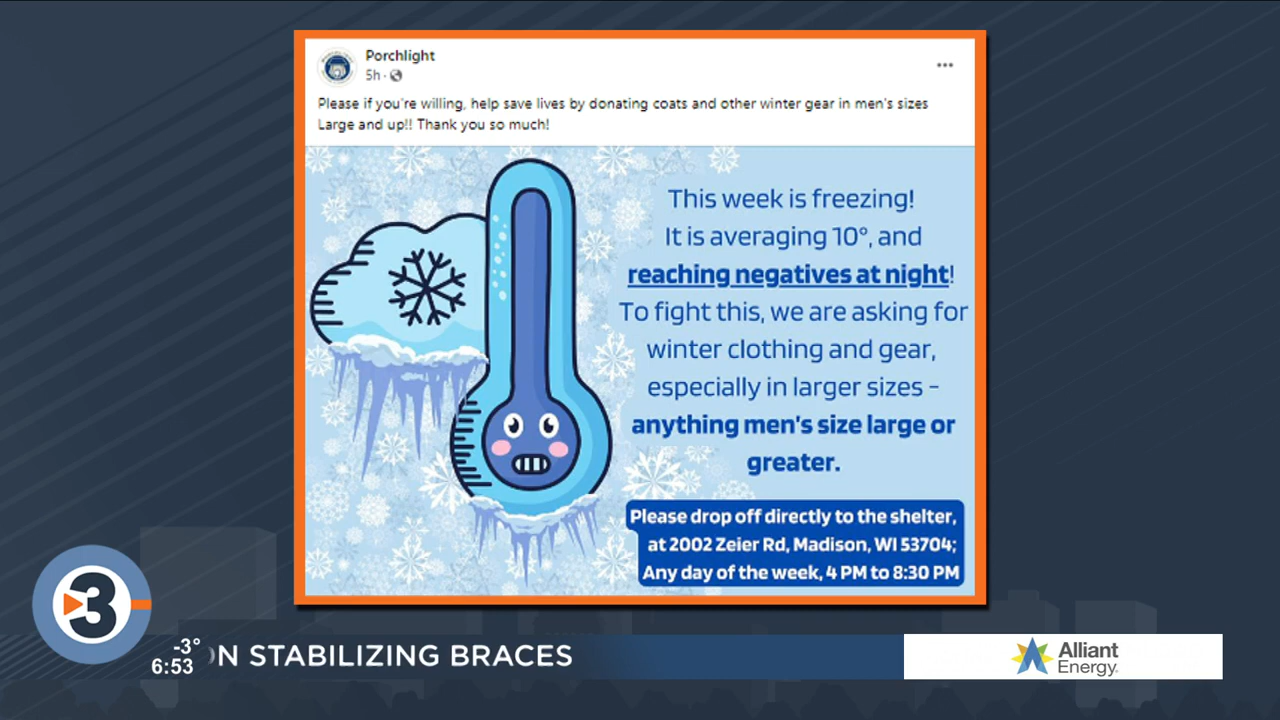 Porchlight
5h ·
Please if you're willing, help save lives by donating coats and other winter gear in men's sizes
Large and up!! Thank you so much!
This week is freezing!
It is averaging 10°, and
reaching negatives at night!
To fight this, we are asking for
winter clothing and gear,
especially in larger sizes –
anything men's size large or
greater.
Please drop off directly to the shelter,
at 2002 Zeier Rd, Madison, WI 53704;
Any day of the week, 4 PM to 8:30 PM
3
-3°
6:53
N STABILIZING BRACES
Alliant
Energy